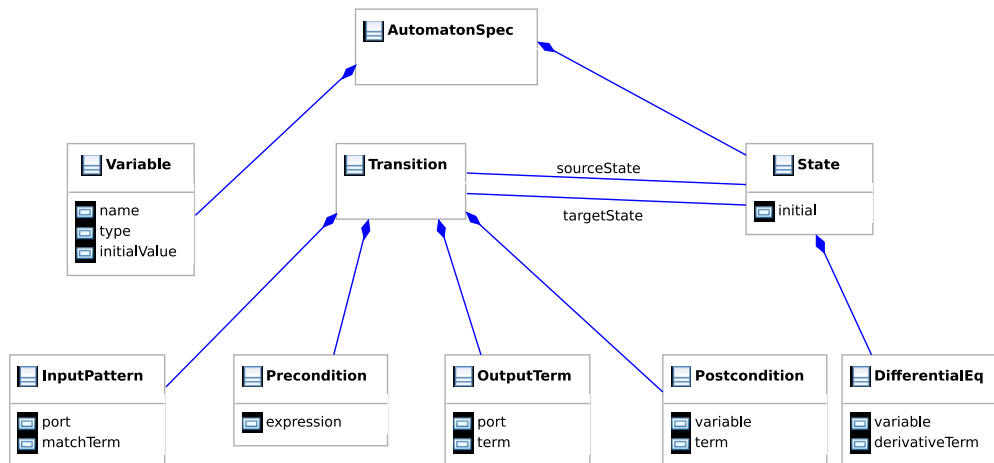 AutomatonSpec
Variable
name
type
initialValue
Transition
sourceState
targetState
State
initial
InputPattern
port
matchTerm
Precondition
expression
OutputTerm
port
term
Postcondition
variable
term
DifferentialEq
variable
derivativeTerm